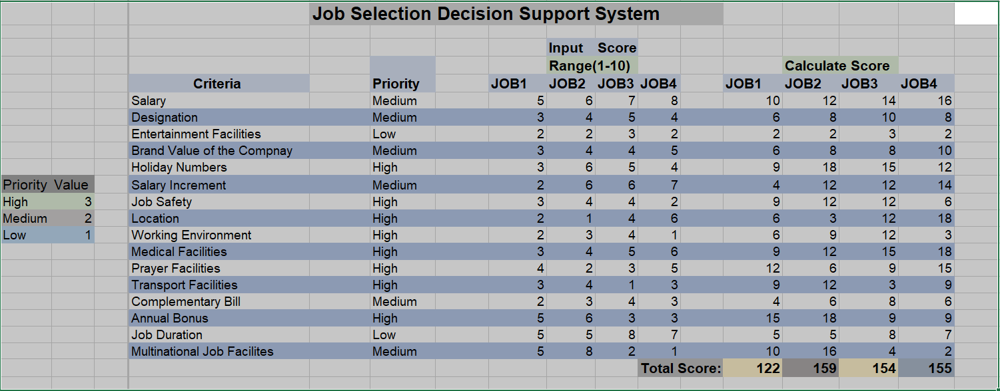 Job Selection Decision Support System
Input Score
Range(1-10) Calculate Score
Criteria Priority JOB1 JOB2 JOB3 JOB4 JOB1 JOB2 JOB3 JOB4
Salary Medium 5 6 7 8 10 12 14 16
Designation Medium 3 4 5 4 6 8 10 8
Entertainment Facilities Low 2 2 3 2 2 2 3 2
Brand Value of the Compnay Medium 3 4 4 5 6 8 8 10
Holiday Numbers High 3 6 5 4 9 18 15 12
Priority Value Salary Increment Medium 2 6 6 7 4 12 12 14
High 3 Job Safety High 3 4 4 2 9 12 12 6
Medium 2 Location High 2 1 4 6 6 3 12 18
Low 1 Working Environment High 2 3 4 1 6 9 12 3
Medical Facilities High 3 4 5 6 9 12 15 18
Prayer Facilities High 4 2 3 5 12 6 9 15
Transport Facilities High 3 4 1 3 9 12 3 9
Complementary Bill Medium 2 3 4 3 4 6 8 6
Annual Bonus High 5 6 3 3 15 18 9 9
Job Duration Low 5 5 8 7 5 5 8 7
Multinational Job Facilites Medium 5 8 2 1 10 16 4 2
Total Score: 122 159 154 155